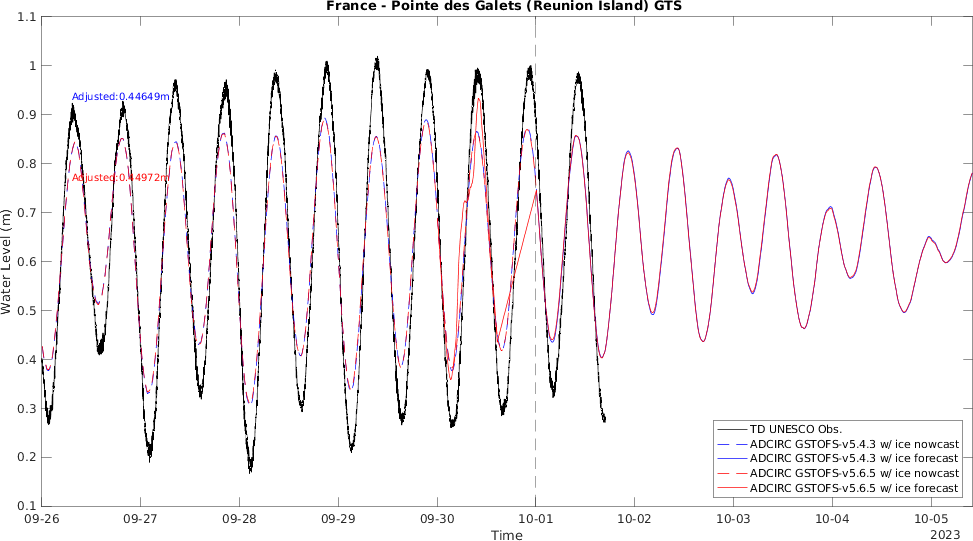 France - Pointe des Galets (Reunion Island) GTS
1.1
1
0.9
0.8
0.7
0.6
0.5
0.4
0.3
0.2
0.1
Water Level (m)
Adjusted:0.44649m
Adjusted:0.44972m
TD UNESCO Obs.
ADCIRC GSTOFS-v5.4.3 w/ ice nowcast
ADCIRC GSTOFS-v5.4.3 w/ ice forecast
ADCIRC GSTOFS-v5.6.5 w/ ice nowcast
ADCIRC GSTOFS-v5.6.5 w/ ice forecast
09-26 09-27 09-28 09-29 09-30 10-01 10-02 10-03 10-04 10-05
Time
2023